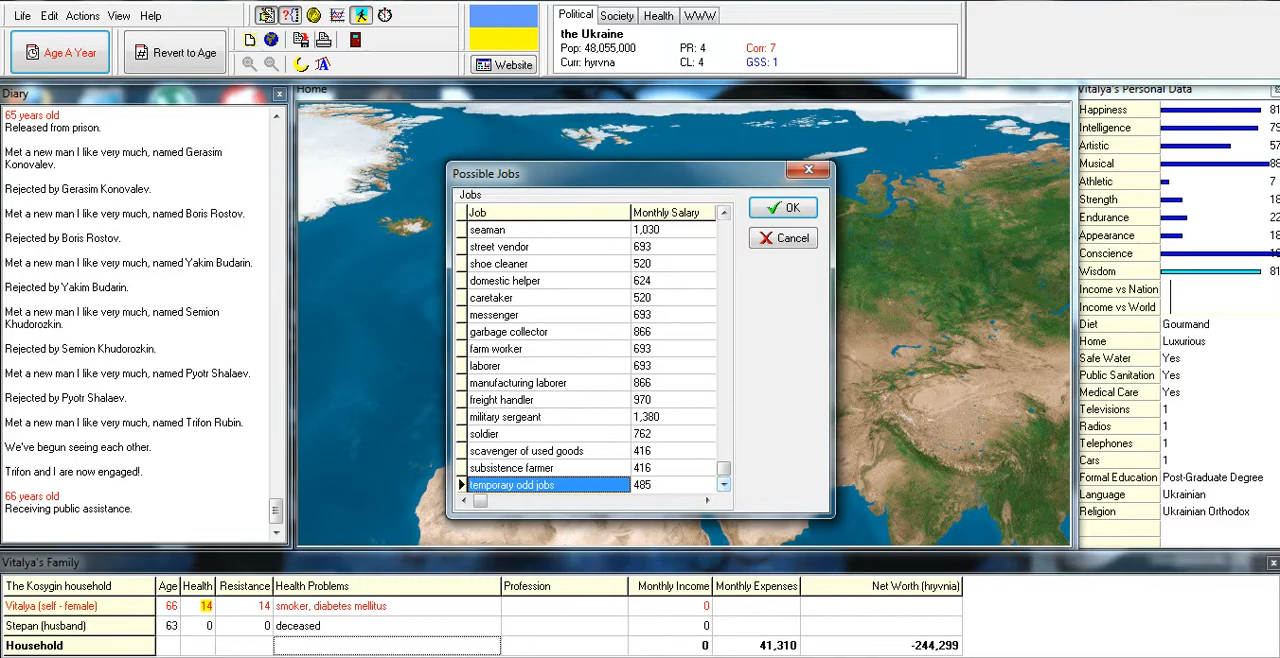 Life Edit Actions View Help
Age A Year
Revert to Age
Website
Political Society Health WWW
the Ukraine
Pop: 48,055,000 PR: 4 Corr: 7
Curr: hyrvna CL: 4 GSS: 1
Diary
65 years old
Released from prison.
Met a new man I like very much, named Gerasim
Konovalev.
Rejected by Gerasim Konovalev.
Met a new man I like very much, named Boris Rostov.
Rejected by Boris Rostov.
Met a new man I like very much, named Yakim Budarin.
Rejected by Yakim Budarin.
Met a new man I like very much, named Semion
Khudorozkin.
Rejected by Semion Khudorozkin.
Met a new man I like very much, named Pyotr Shalaev.
Rejected by Pyotr Shalaev.
Met a new man I like very much, named Trifon Rubin.
We've begun seeing each other.
Trifon and I are now engaged!.
66 years old
Receiving public assistance.
Home
Possible Jobs
Jobs
Job Monthly Salary
seaman 1,030
street vendor 693
shoe cleaner 520
domestic helper 624
caretaker 520
messenger 693
garbage collector 866
farm worker 693
laborer 693
manufacturing laborer 866
freight handler 970
military sergeant 1,380
soldier 762
scavenger of used goods 416
subsistence farmer 416
temporary odd jobs 485
OK
Cancel
Vitalya's Personal Data
Happiness 81
Intelligence 79
Artistic 57
Musical 88
Athletic 7
Strength 18
Endurance 22
Appearance 18
Conscience
Wisdom 81
Income vs Nation
Income vs World
Diet Gourmand
Home Luxurious
Safe Water Yes
Public Sanitation Yes
Medical Care Yes
Televisions 1
Radios 1
Telephones 1
Cars 1
Formal Education Post-Graduate Degree
Language Ukrainian
Religion Ukrainian Orthodox
Vitalya's Family
The Kosygin household Age Health Resistance Health Problems Profession Monthly Income Monthly Expenses Net Worth (hryvnia)
Vitalya (self - female) 66 14 14 smoker, diabetes mellitus 0
Stepan (husband) 63 0 0 deceased 0
Household 0 41,310 -244,299